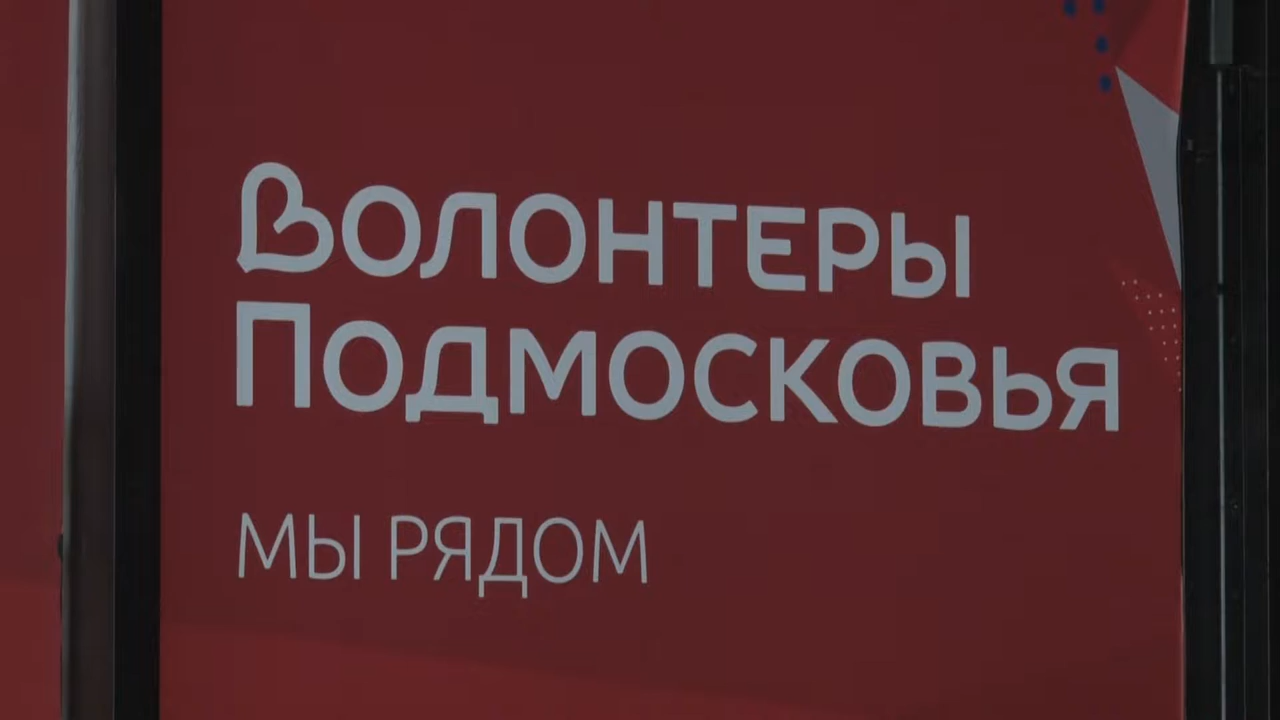 Волонтеры
Подмосковья
мы рядом